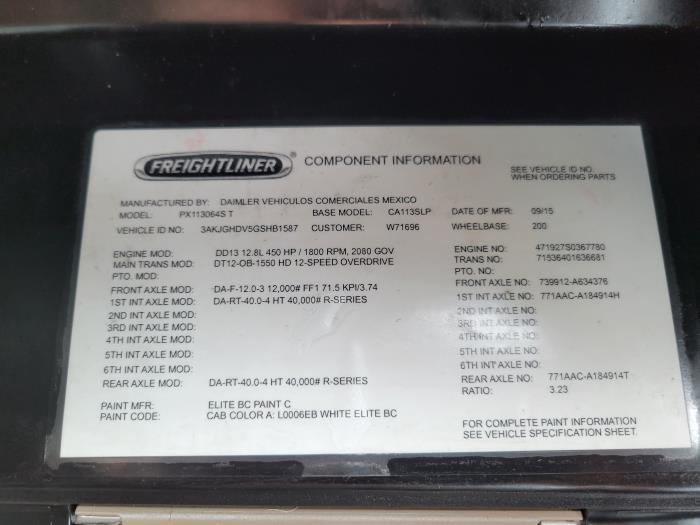 FREIGHTLINER COMPONENT INFORMATION
SEE VEHICLE ID NO.
WHEN ORDERING PARTS
MANUFACTURED BY: DAIMLER VEHICULOS COMERCIALES MEXICO
MODEL: PX113064S T BASE MODEL: CA113SLP DATE OF MFR: 09/15
VEHICLE ID NO: 3AKJGHDV5GSHB1587 CUSTOMER: W71696 WHEELBASE: 200
ENGINE MOD: DD13 12.8L 450 HP / 1800 RPM, 2080 GOV ENGINE NO: 471927S0367780
MAIN TRANS MOD: DT12-OB-1550 HD 12-SPEED OVERDRIVE TRANS NO: 71536401636681
PTO. MOD: PTO. NO:
FRONT AXLE MOD: DA-F-12.0-3 12,000# FF1 71.5 KPI/3.74 FRONT AXLE NO: 739912-A634376
1ST INT AXLE MOD: DA-RT-40.0-4 HT 40,000# R-SERIES 1ST INT AXLE NO: 771AAC-A184914H
2ND INT AXLE MOD: 2ND INT AXLE NO:
3RD INT AXLE MOD: 3RD INT AXLE NO:
4TH INT AXLE MOD: 4TH INT AXLE NO:
5TH INT AXLE MOD: 5TH INT AXLE NO:
6TH INT AXLE MOD: 6TH INT AXLE NO:
REAR AXLE MOD: DA-RT-40.0-4 HT 40,000# R-SERIES REAR AXLE NO: 771AAC-A184914T
RATIO: 3.23
PAINT MFR: ELITE BC PAINT C
PAINT CODE: CAB COLOR A: L0006EB WHITE ELITE BC
FOR COMPLETE PAINT INFORMATION
SEE VEHICLE SPECIFICATION SHEET.